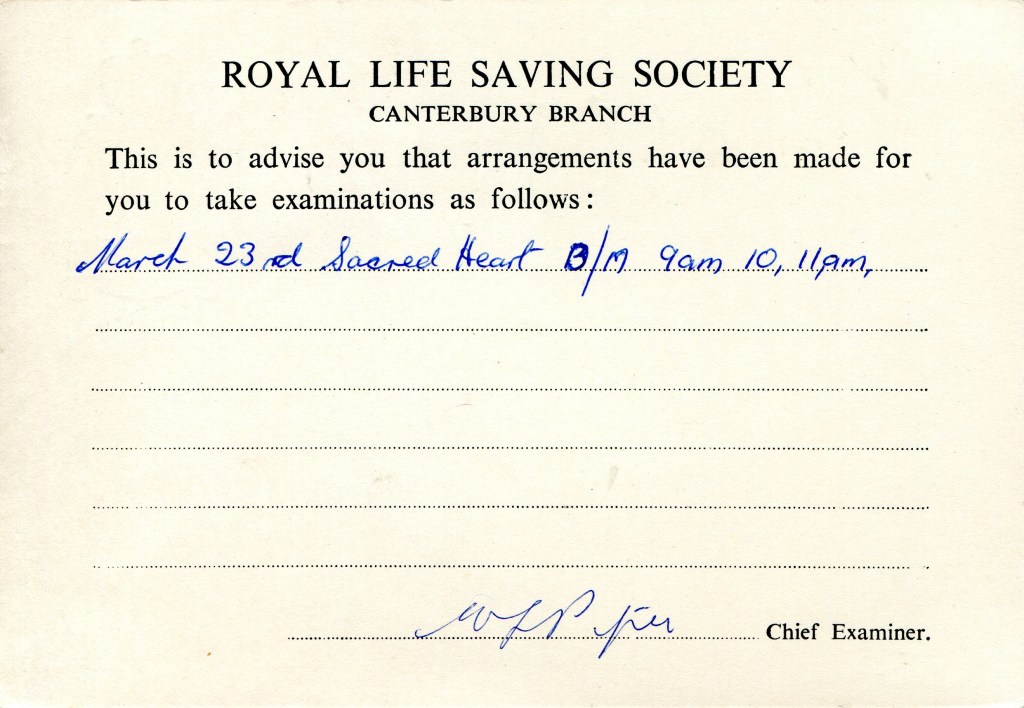 ROYAL LIFE SAVING SOCIETY
CANTERBURY BRANCH
This is to advise you that arrangements have been made for
you to take examinations as follows:
March 23rd Sacred Heart B/M 9am 10, 11am,
Chief Examiner.